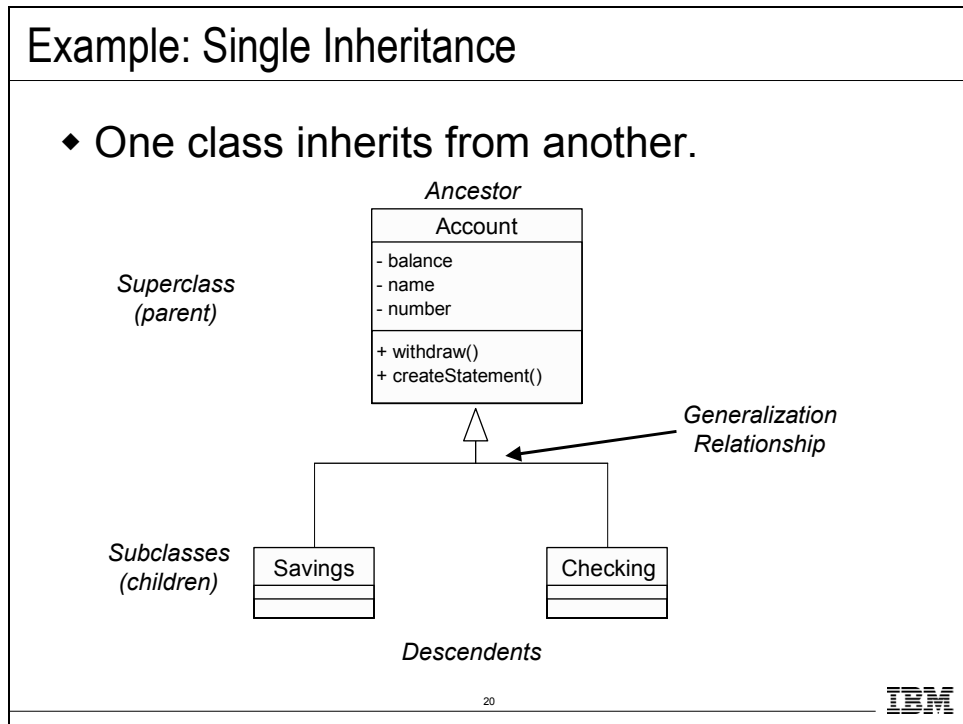 Example: Single Inheritance
◆ One class inherits from another.
Ancestor
Account
- balance
- name
- number
+ withdraw()
+ createStatement()
Superclass
(parent)
Generalization
Relationship
Subclasses
(children)
Savings
Checking
Descendents
20
IBM